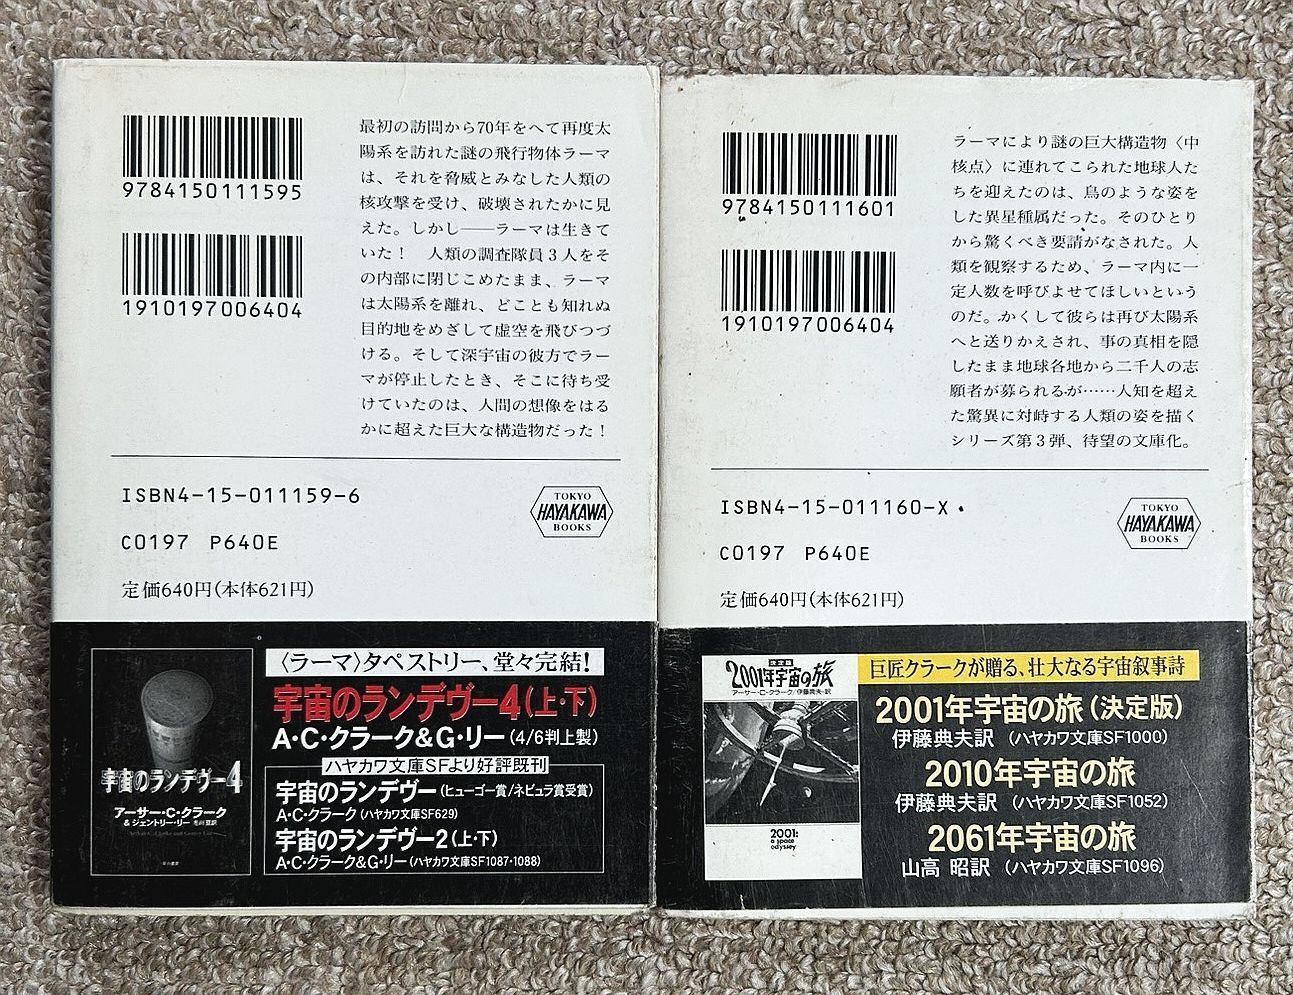 9784150111595
1910197006404
最初の訪問から70年をへて再度太
陽系を訪れた謎の飛行物体ラーマ
は、それを脅威とみなした人類の
核攻撃を受け、破壊されたかに見
えた。しかし——ラーマは生きて
いた！　人類の調査隊員３人をそ
の内部に閉じこめたまま、ラーマ
は太陽系を離れ、どことも知れぬ
目的地をめざして虚空を飛びつづ
ける。そして深宇宙の彼方でラー
マが停止したとき、そこに待ち受
けていたのは、人間の想像をはる
かに超えた巨大な構造物だった！
ISBN4-15-011159-6
C0197 P640E
定価640円(本体621円)
TOKYO
HAYAKAWA
BOOKS
〈ラーマ〉タペストリー、堂々完結!
宇宙のランデヴー4(上・下)
A・C・クラーク&G・リー(4/6判上製)
ハヤカワ文庫SFより好評既刊
宇宙のランデヴー(ヒューゴー賞/ネビュラ賞受賞)
A・C・クラーク(ハヤカワ文庫SF629)
宇宙のランデヴー2(上・下)
A・C・クラーク&G・リー(ハヤカワ文庫SF1087・1088)
宇宙のランデヴー4
アーサー・C・クラーク
&ジェントリー・リー
9784150111601
1910197006404
ラーマにより謎の巨大構造物〈中
核点〉に連れてこられた地球人た
ちを迎えたのは、鳥のような姿を
した異星種属だった。そのひとり
から驚くべき要請がなされた。人
類を観察するため、ラーマ内に一
定人数を呼びよせてほしいという
のだ。かくして彼らは再び太陽系
へと送りかえされ、事の真相を隠
したまま地球各地から二千人の志
願者が募られるが……人知を超え
た驚異に対峙する人類の姿を描く
シリーズ第３弾、待望の文庫化。
ISBN4-15-011160-X
C0197 P640E
定価640円(本体621円)
TOKYO
HAYAKAWA
BOOKS
決定版
2001年宇宙の旅
アーサー・C・クラーク/伊藤典夫・訳
2001:
a space
odyssey
巨匠クラークが贈る、壮大なる宇宙叙事詩
2001年宇宙の旅(決定版)
伊藤典夫訳 (ハヤカワ文庫SF1000)
2010年宇宙の旅
伊藤典夫訳 (ハヤカワ文庫SF1052)
2061年宇宙の旅
山高 昭訳 (ハヤカワ文庫SF1096)